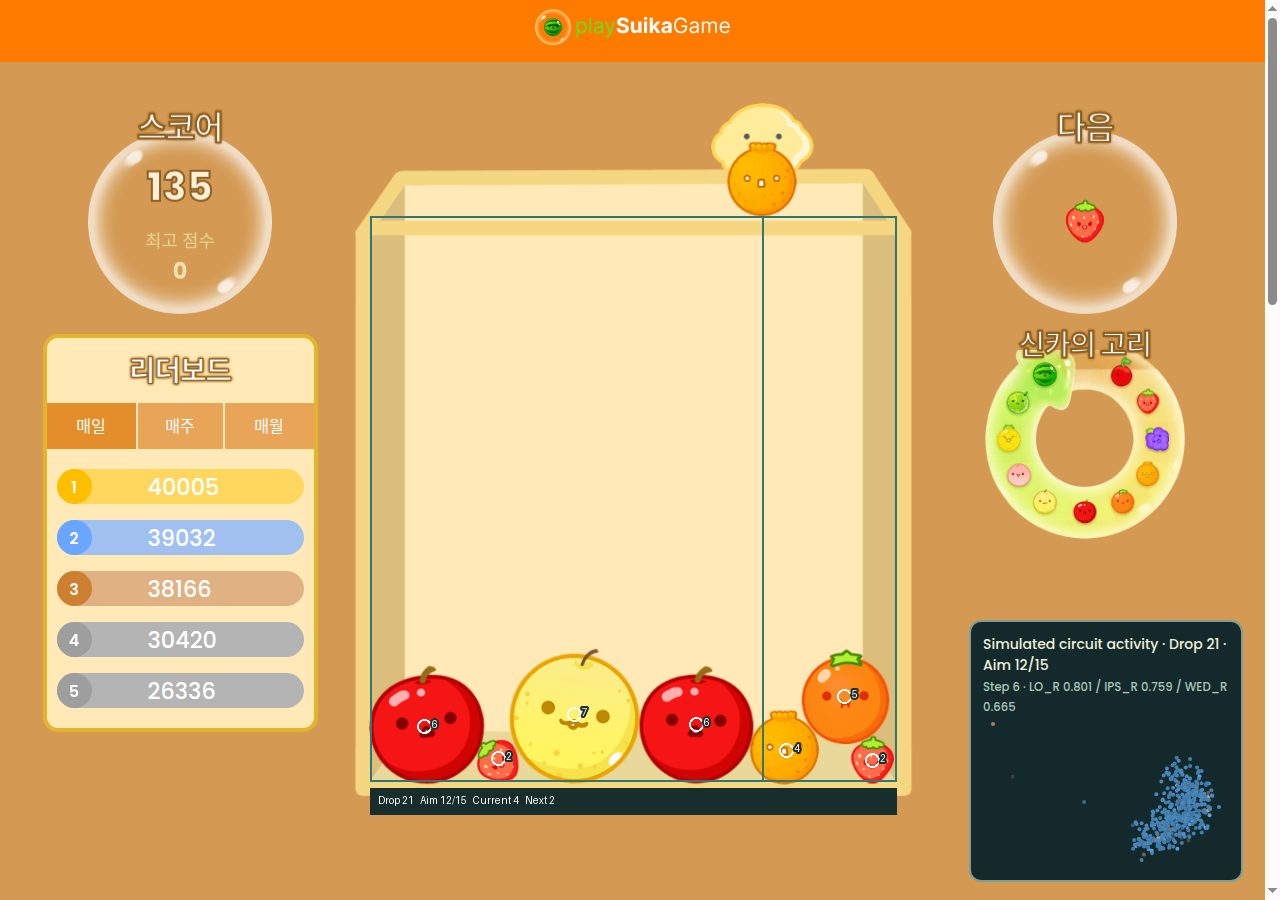 playSuikaGame
스코어
135
최고 점수
0
다음
리더보드
매일 매주 매월
1 40005
2 39032
3 38166
4 30420
5 26336
신카의 고리
6
2
7
6
4
5
2
Drop 21 Aim 12/15 Current 4 Next 2
Simulated circuit activity · Drop 21 ·
Aim 12/15
Step 6 · LO_R 0.801 / IPS_R 0.759 / WED_R
0.665